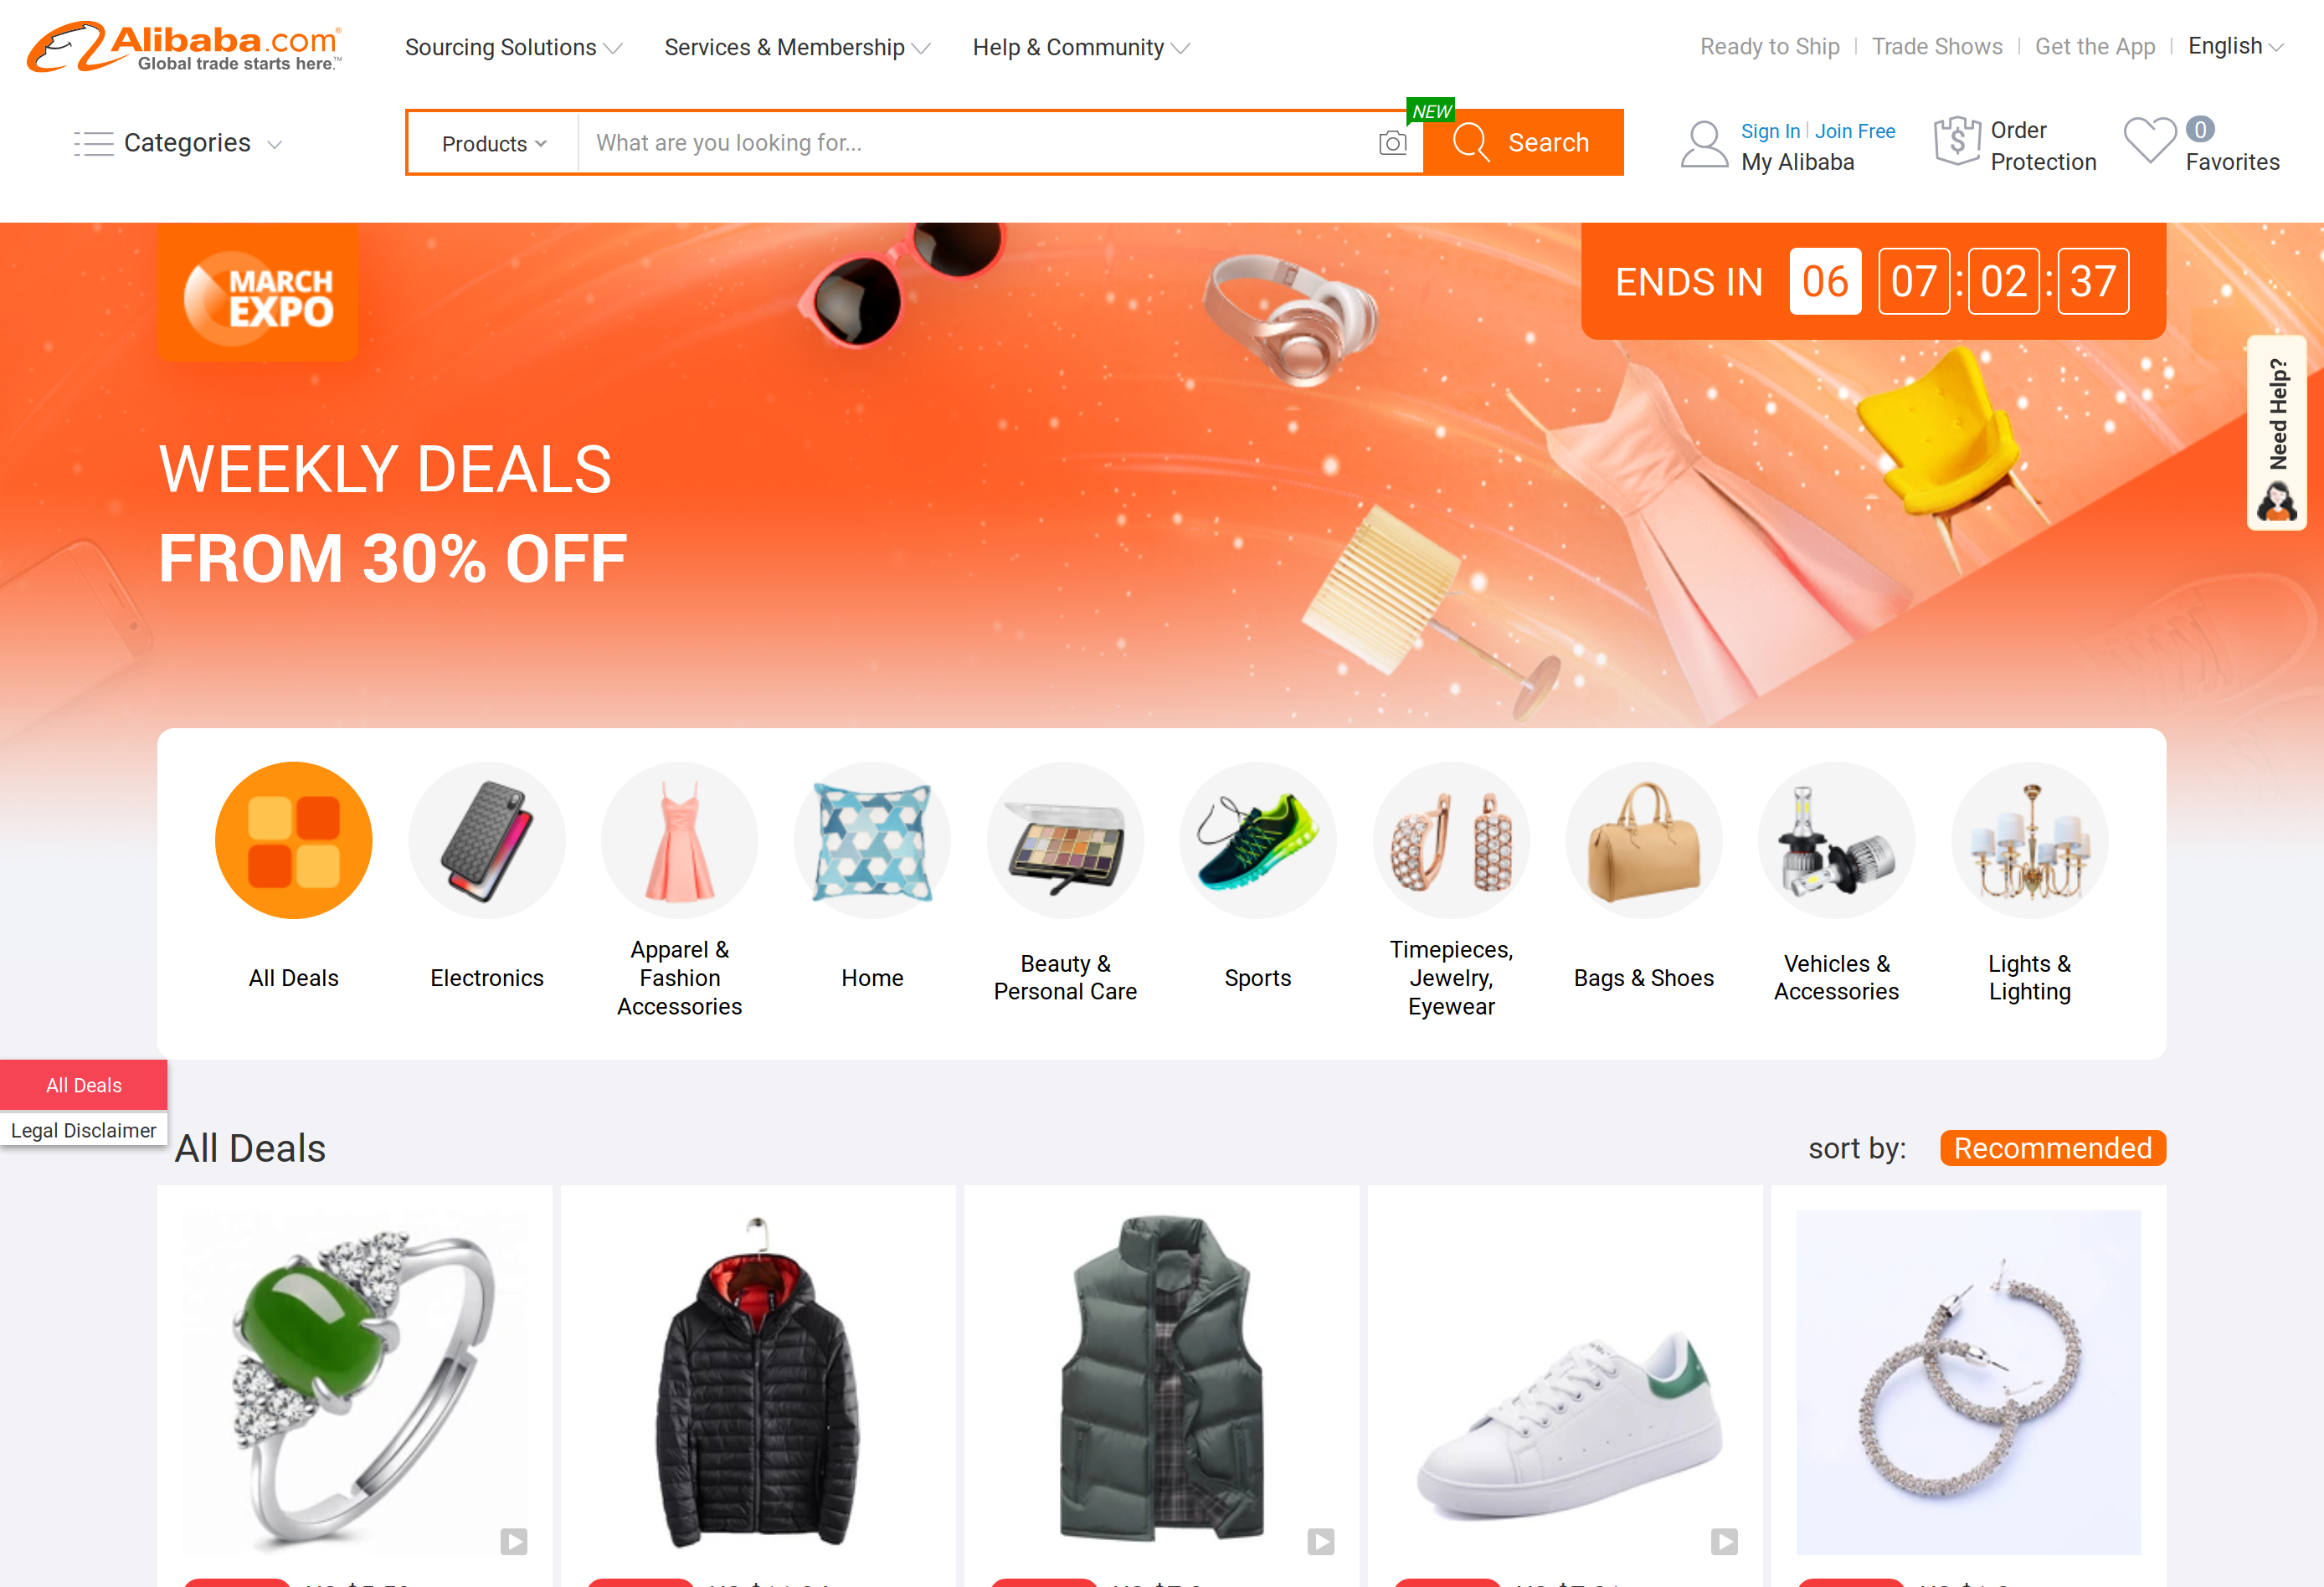 Alibaba.com
Global trade starts here.™
Sourcing Solutions
Services & Membership
Help & Community
Ready to Ship
Trade Shows
Get the App
English
Categories
Products
What are you looking for...
NEW
Search
Sign In
Join Free
My Alibaba
Order
Protection
0
Favorites
MARCH
EXPO
ENDS IN 06 07 : 02 : 37
Need Help?
WEEKLY DEALS
FROM 30% OFF
All Deals
Electronics
Apparel &
Fashion
Accessories
Home
Beauty &
Personal Care
Sports
Timepieces,
Jewelry,
Eyewear
Bags & Shoes
Vehicles &
Accessories
Lights &
Lighting
All Deals
Legal Disclaimer
All Deals
sort by:
Recommended